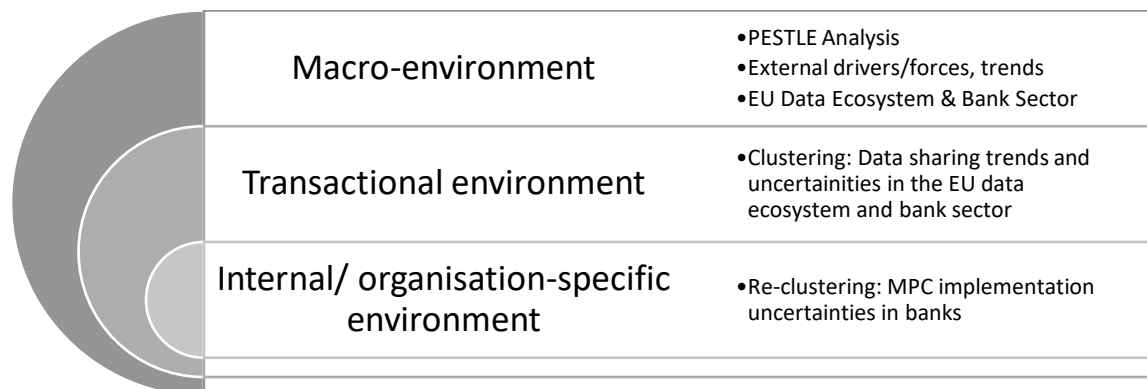 Macro-environment
•PESTLE Analysis
•External drivers/forces, trends
•EU Data Ecosystem & Bank Sector
Transactional environment
•Clustering: Data sharing trends and
uncertainities in the EU data
ecosystem and bank sector
Internal/ organisation-specific
environment
•Re-clustering: MPC implementation
uncertainties in banks